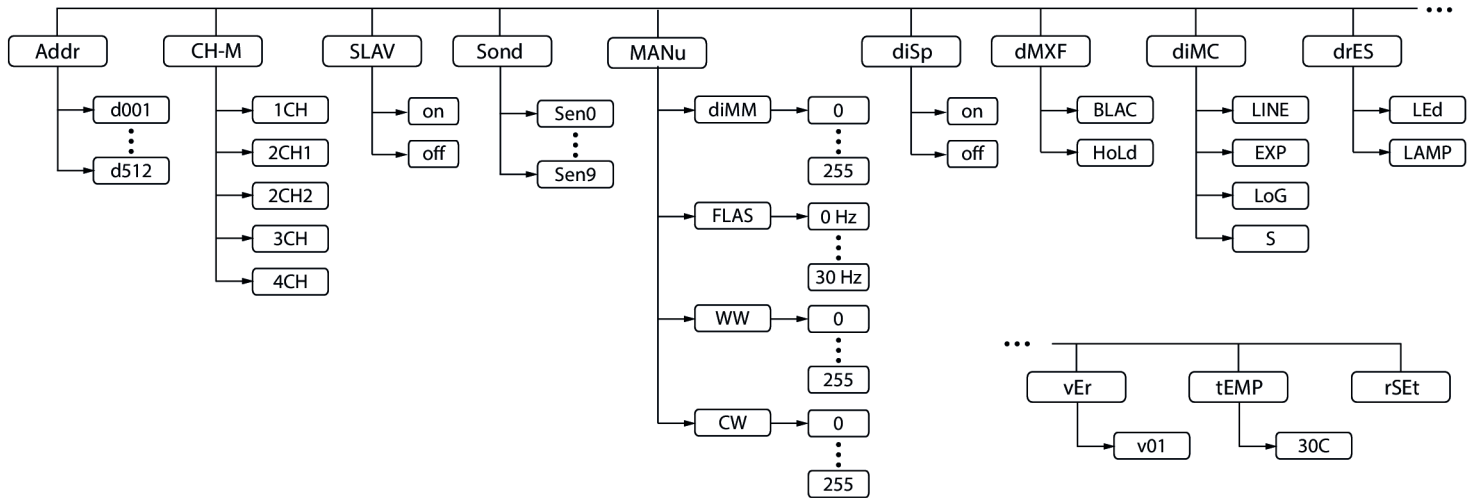 Addr
CH-M
SLAV
Sond
MANu
diSp
dMXF
diMC
drES
d001
d512
1CH
2CH1
2CH2
3CH
4CH
on
off
Sen0
Sen9
diMM
0
255
FLAS
0 Hz
30 Hz
WW
0
255
CW
0
255
on
off
BLAC
HoLd
LINE
EXP
LoG
S
LEd
LAMP
vEr
tEMP
rSEt
v01
30C